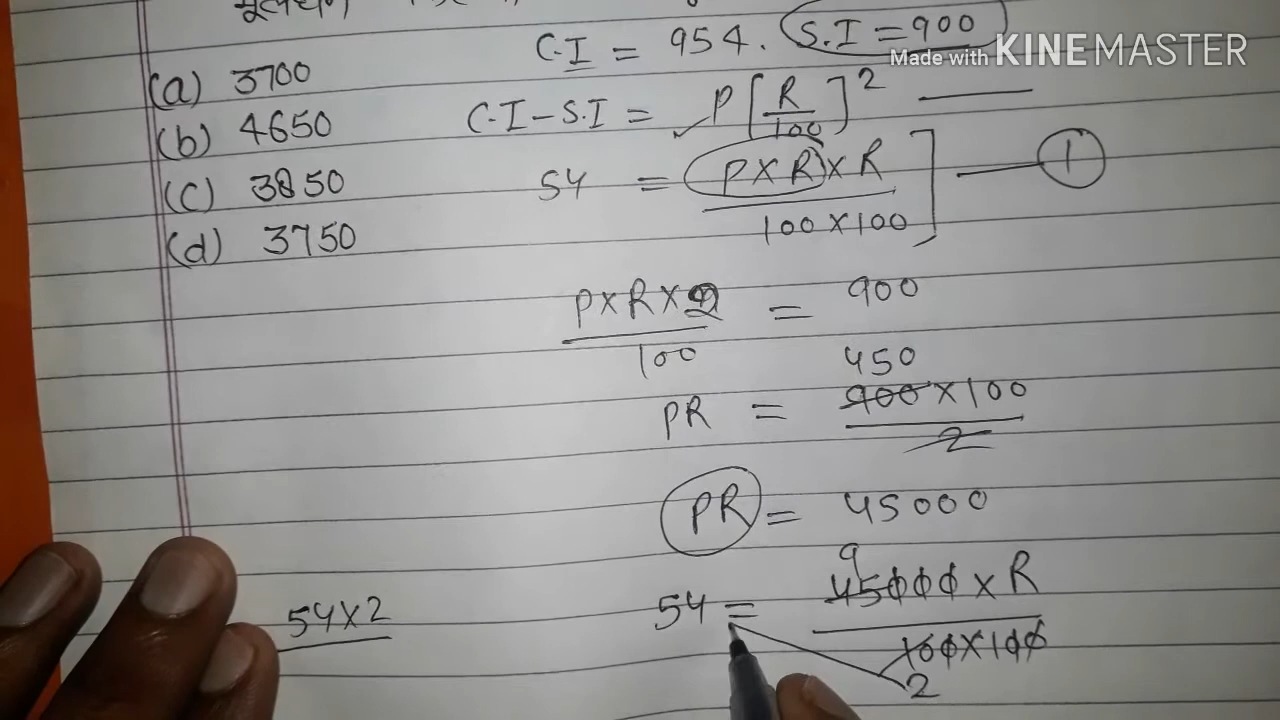 मूलधन
C.I = 954. S.I = 900
Made with KINEMASTER
(a) 3700
C.I - S.I = P[R/100]²
(b) 4650
54 = P×R×R/100×100] — 1
(c) 3850
(d) 3750
P×R×2/100 = 900
450
PR = 900×100/2
PR = 45000
9
54 = 45000×R/100×100
54×2
2